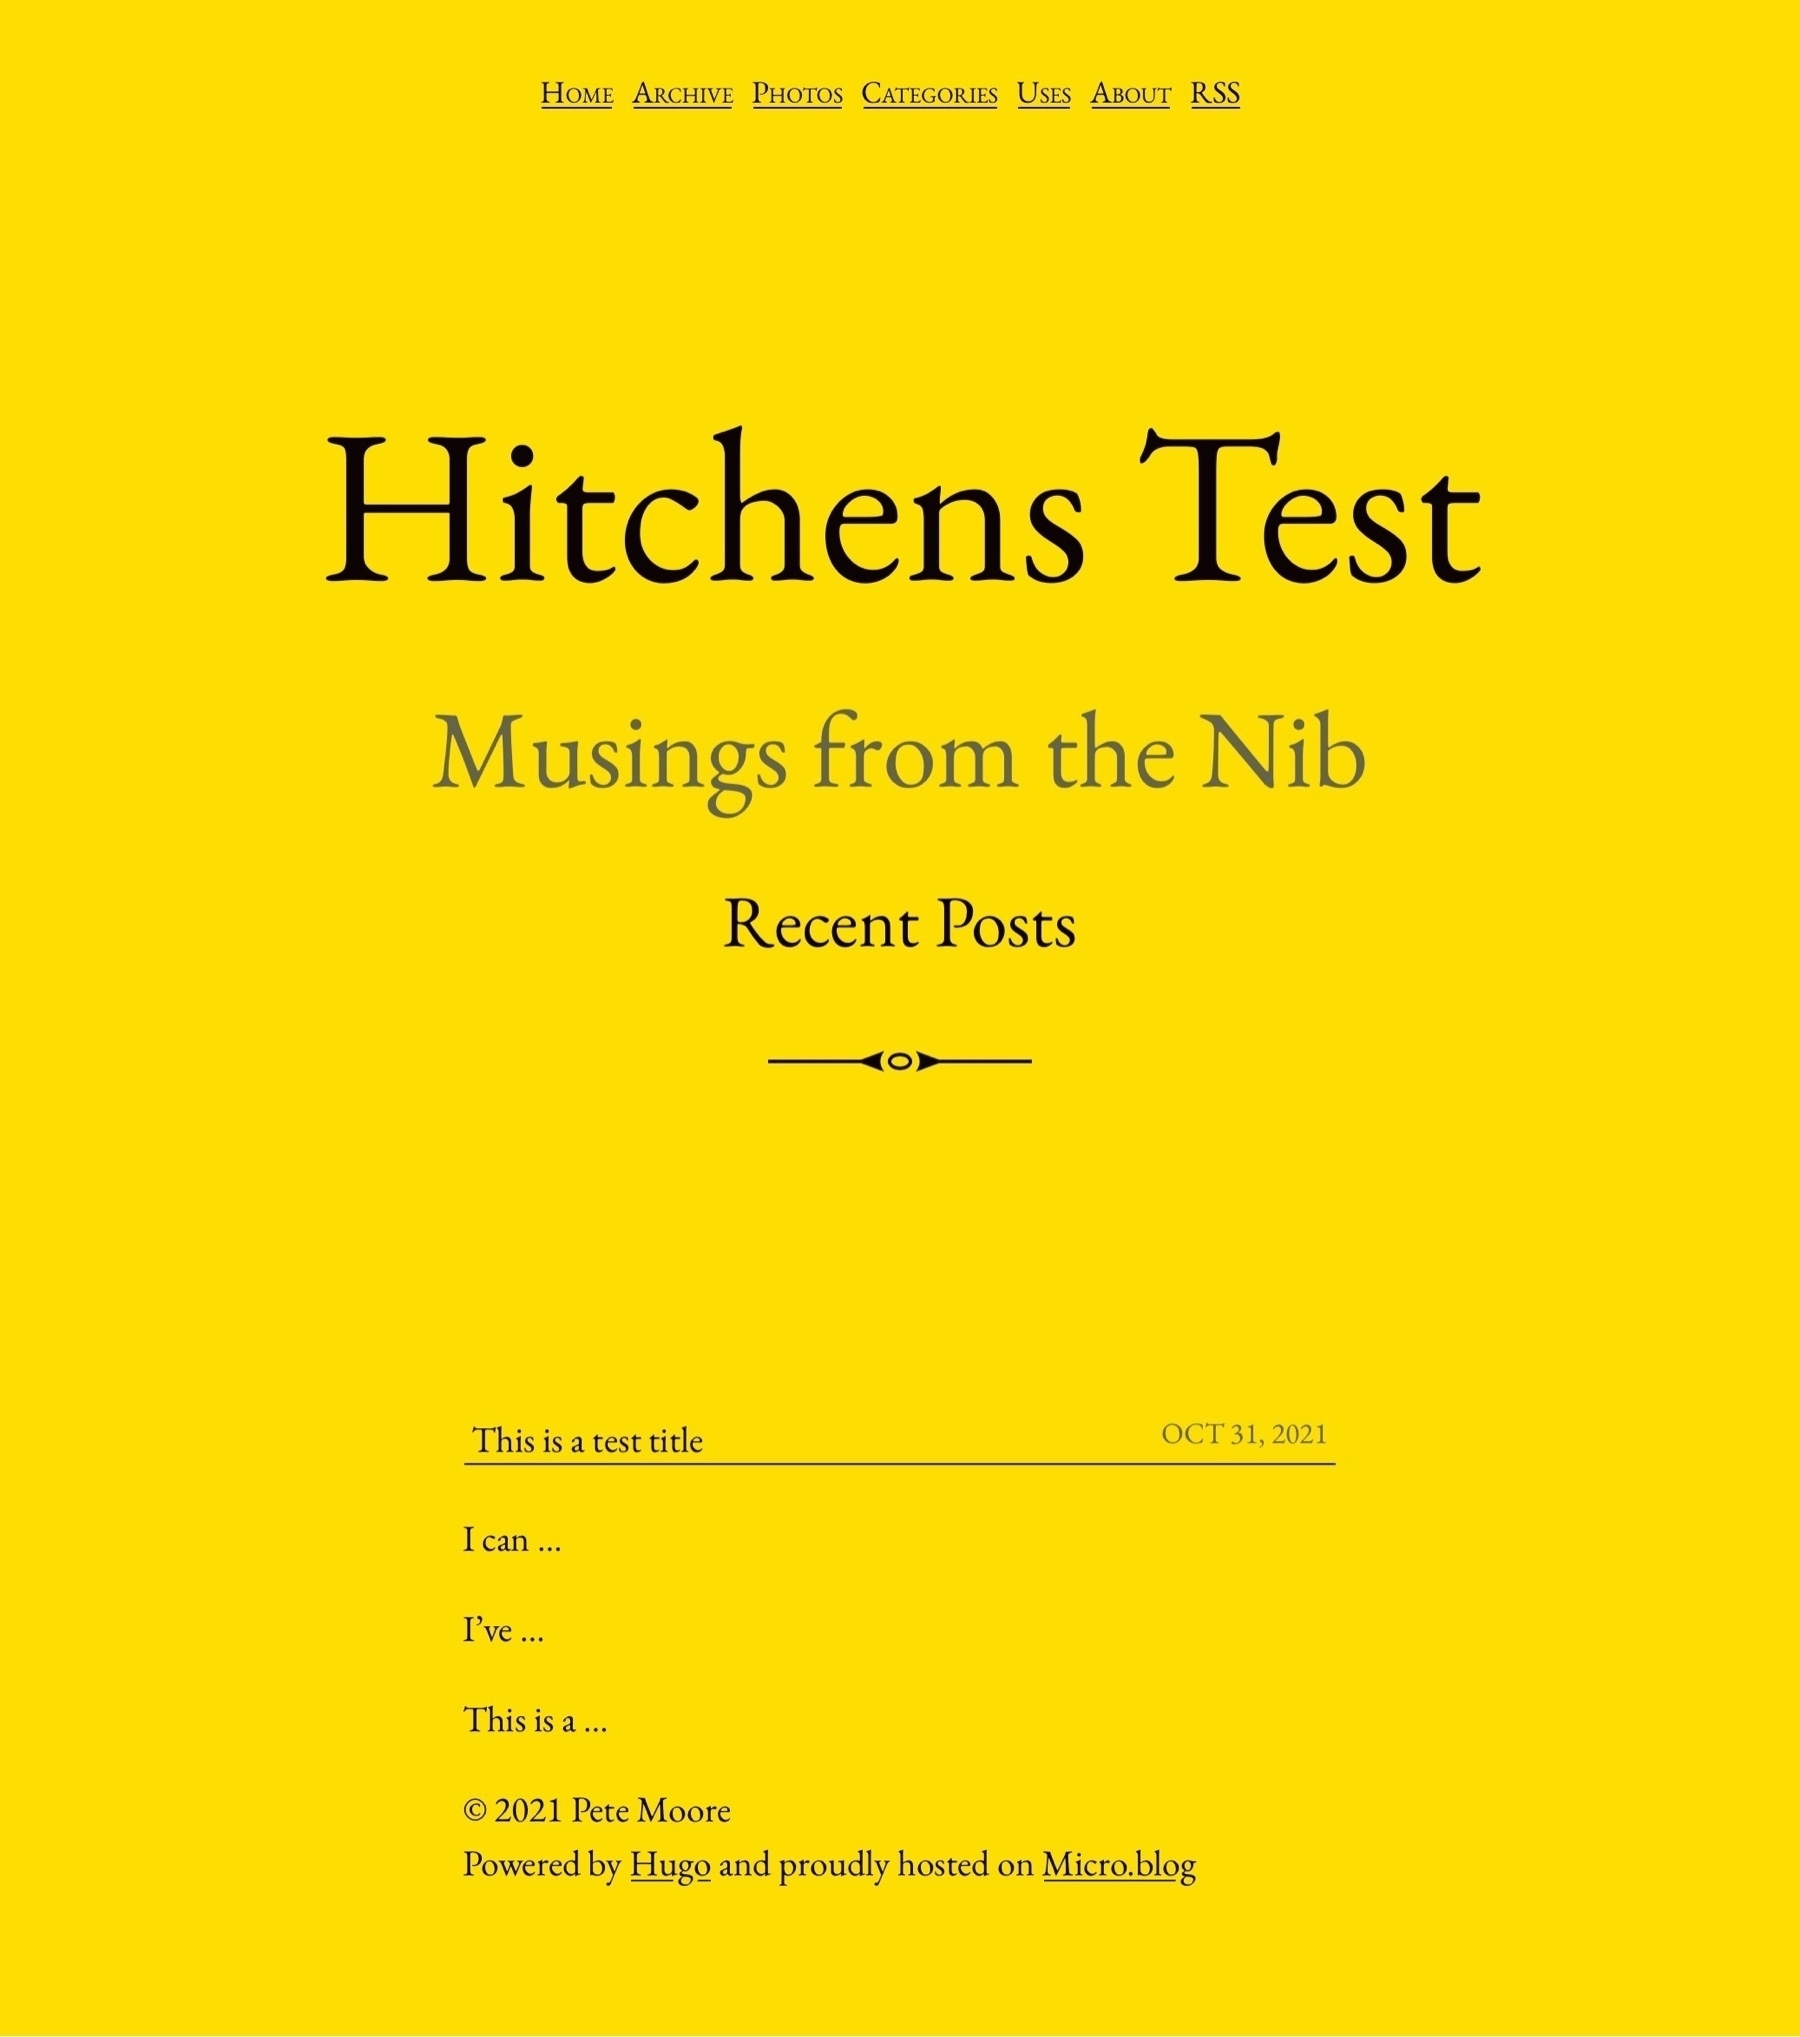 Home Archive Photos Categories Uses About RSS
Hitchens Test
Musings from the Nib
Recent Posts
This is a test title OCT 31, 2021
I can ...
I’ve ...
This is a ...
© 2021 Pete Moore
Powered by Hugo and proudly hosted on Micro.blog